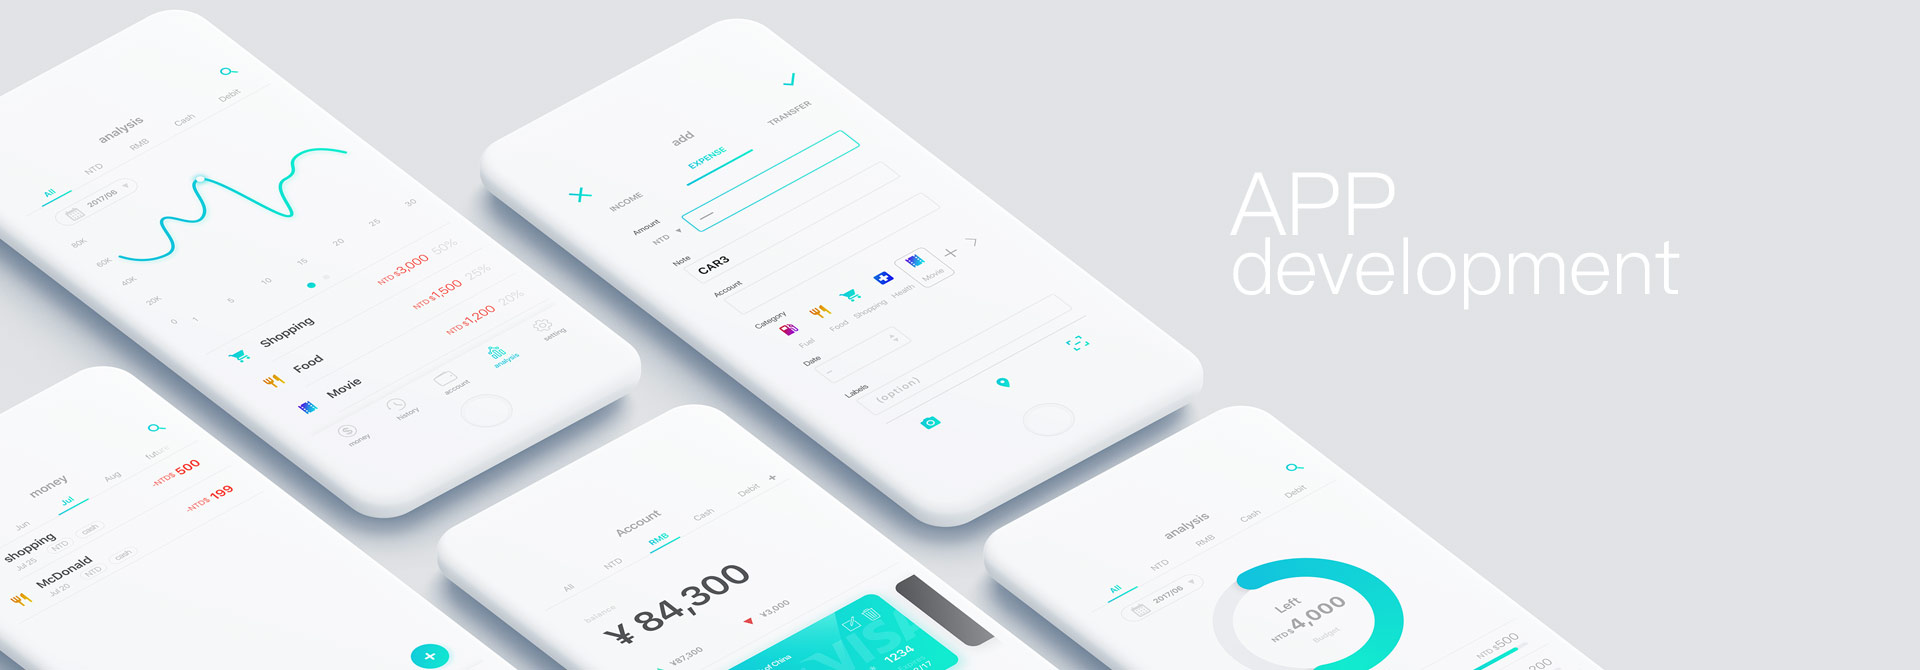 analysis
All
NTD
RMB
Cash
Debit
2017/06
80K
60K
40K
20K
0
1
5
10
15
20
25
30
Shopping
NTD $3,000 50%
Food
NTD $1,500 25%
Movie
NTD $1,200 20%
money
history
account
analysis
setting
add
INCOME
EXPENSE
TRANSFER
Amount
NTD
Note
CAR3
Account
Category
Fuel
Food
Shopping
Health
Movie
Date
Labels
(option)
APP
development
money
Jun
Jul
Aug
shopping
-NTD$ 500
Jul 25 NTD cash
McDonald
-NTD$ 199
Jul 20 NTD cash
Account
All
NTD
RMB
Cash
Debit +
balance
¥ 84,300
¥87,300
¥3,000
of China
VISA
1234
analysis
All
NTD
RMB
Cash
Debit
2017/06
Left
NTD$4,000
Budget
NTD$500